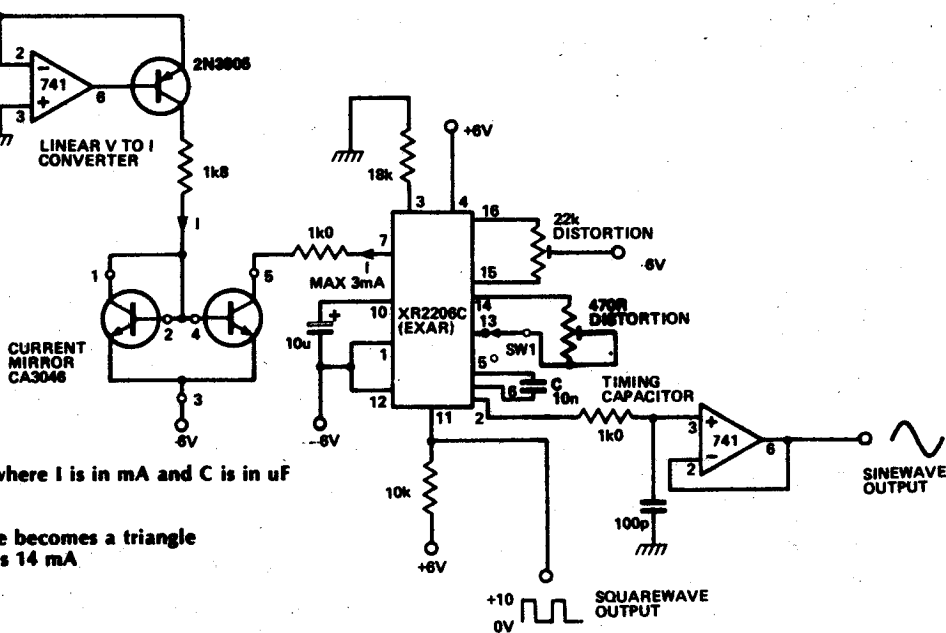 2
741
3
6
2N3905
LINEAR V TO I
CONVERTER
1k8
I
1
2
4
5
3
CURRENT
MIRROR
CA3046
-6V
1k0
I
MAX 3mA
18k
+6V
3
4
7
10
1
12
11
16
15
14
13
5
6
2
XR2206C
(EXAR)
10u
+
--6V
22k
DISTORTION
-6V
470R
DISTORTION
SW1
C
10n
TIMING
CAPACITOR
1k0
100p
3
741
2
6
SINEWAVE
OUTPUT
10k
+6V
+10
0V
SQUAREWAVE
OUTPUT
where I is in mA and C is in uF
e becomes a triangle
s 14 mA